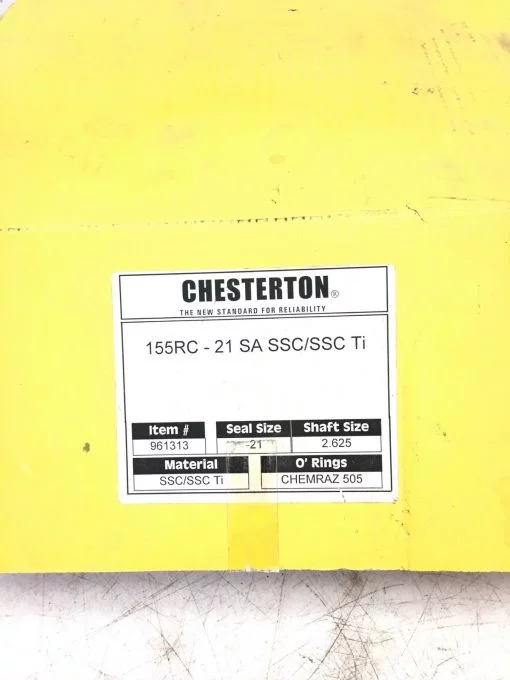 CHESTERTON®
THE NEW STANDARD FOR RELIABILITY
155RC - 21 SA SSC/SSC Ti
Item # Seal Size Shaft Size
961313 -21 2.625
Material O' Rings
SSC/SSC Ti CHEMRAZ 505